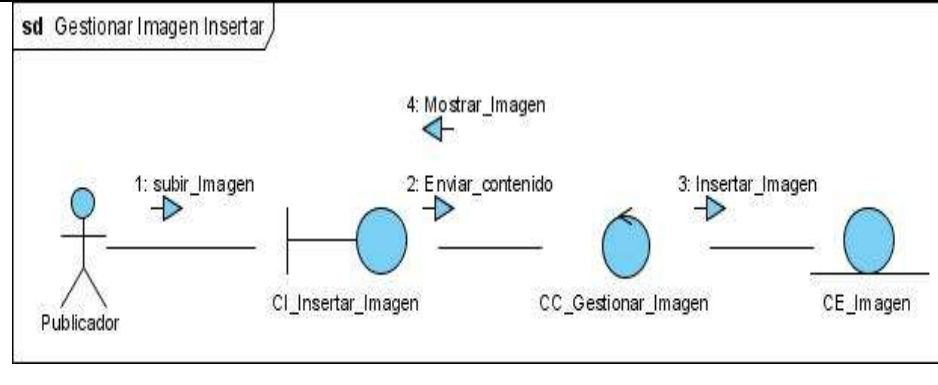 sd Gestionar Imagen Insertar
4: Mostrar_Imagen
1: subir_Imagen
2: Enviar_contenido
3: Insertar_Imagen
Publicador
CI_Insertar_Imagen
CC_Gestionar_Imagen
CE_Imagen